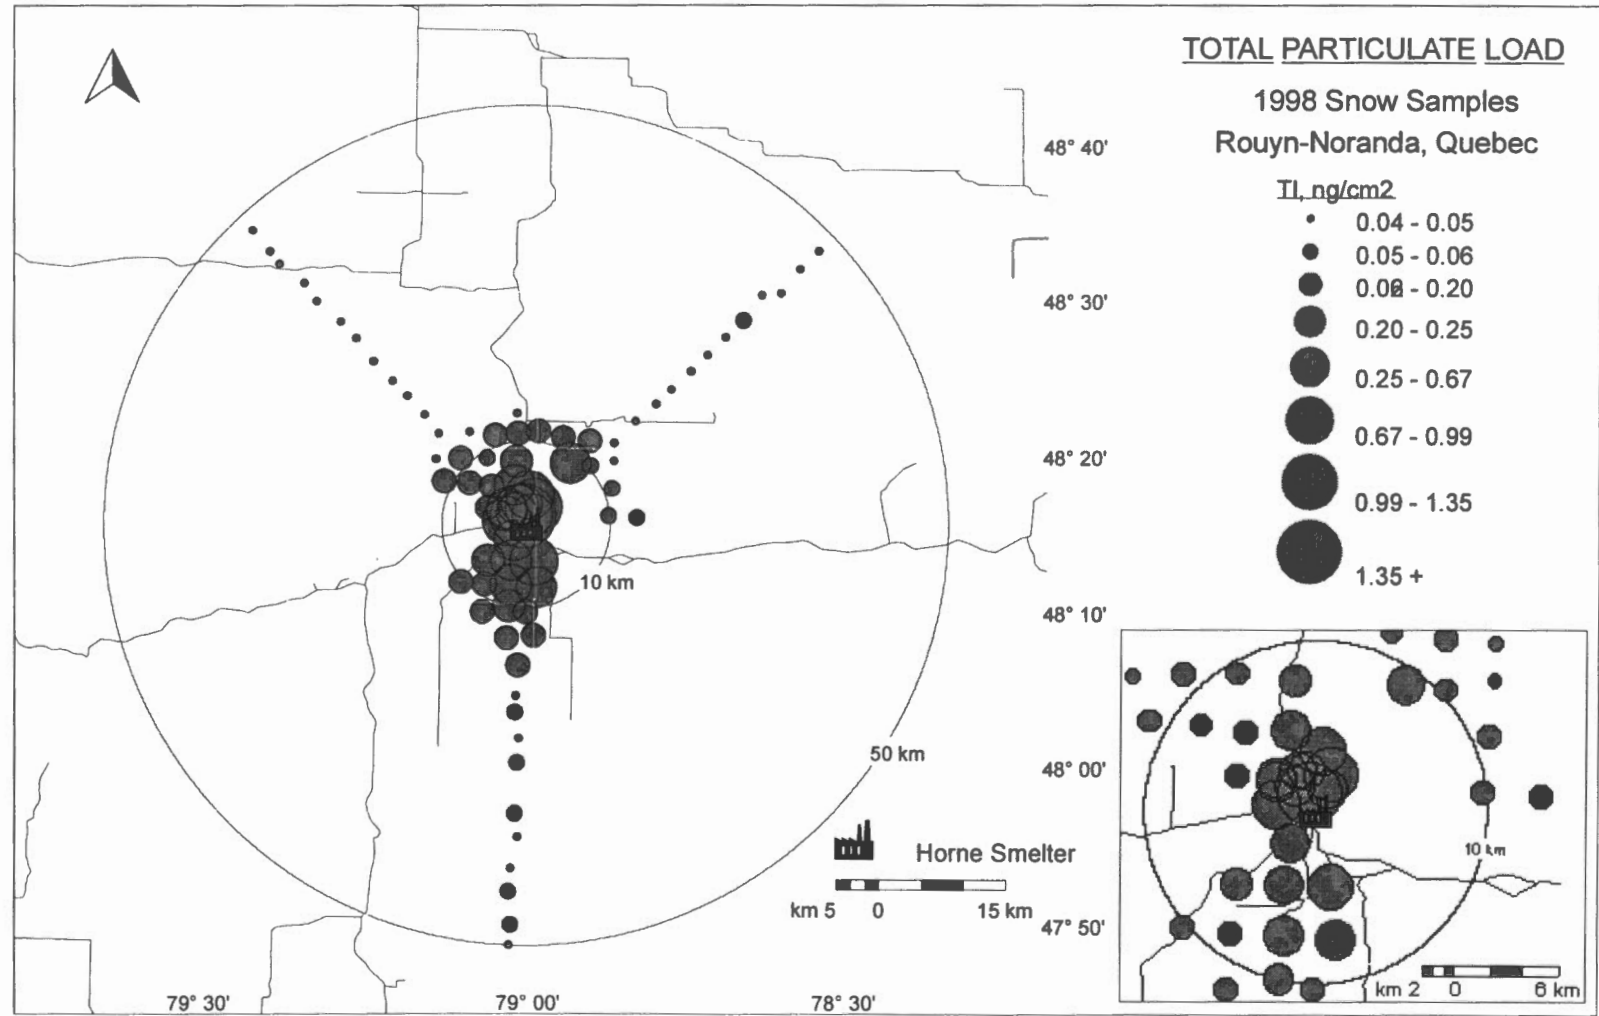 TOTAL PARTICULATE LOAD
1998 Snow Samples
Rouyn-Noranda, Quebec
Tl, ng/cm2
0.04 - 0.05
0.05 - 0.06
0.06 - 0.20
0.20 - 0.25
0.25 - 0.67
0.67 - 0.99
0.99 - 1.35
1.35 +
48° 40'
48° 30'
48° 20'
48° 10'
48° 00'
47° 50'
10 km
50 km
Horne Smelter
km 5 0 15 km
79° 30' 79° 00' 78° 30'
10 km
km 2 0 6 km